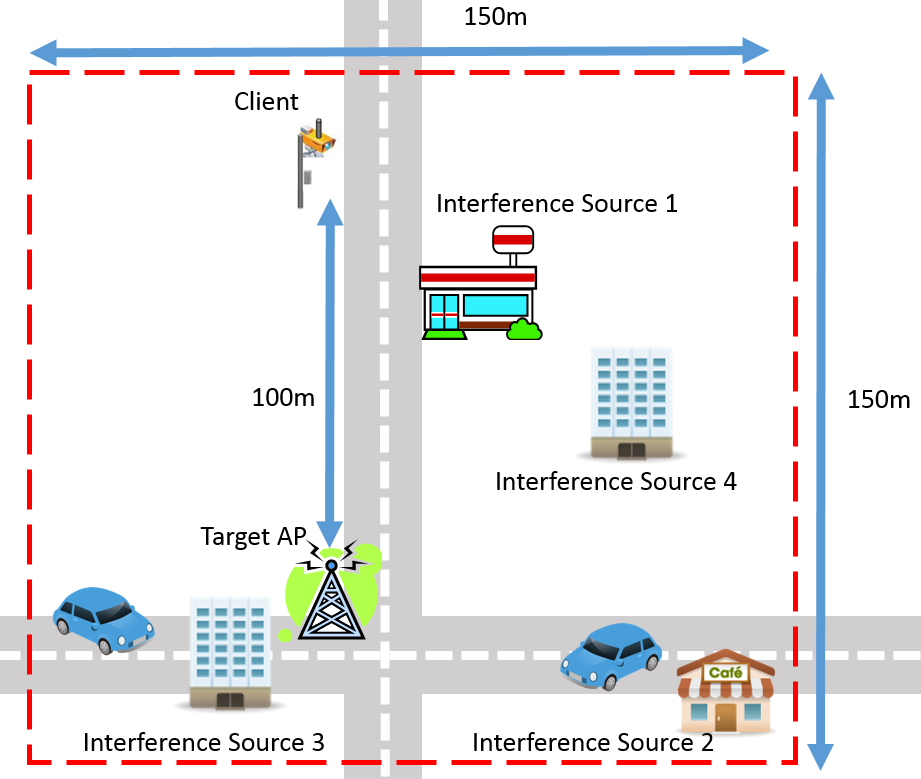 150m
Client
Interference Source 1
100m
150m
Interference Source 4
Target AP
Café
Interference Source 3
Interference Source 2